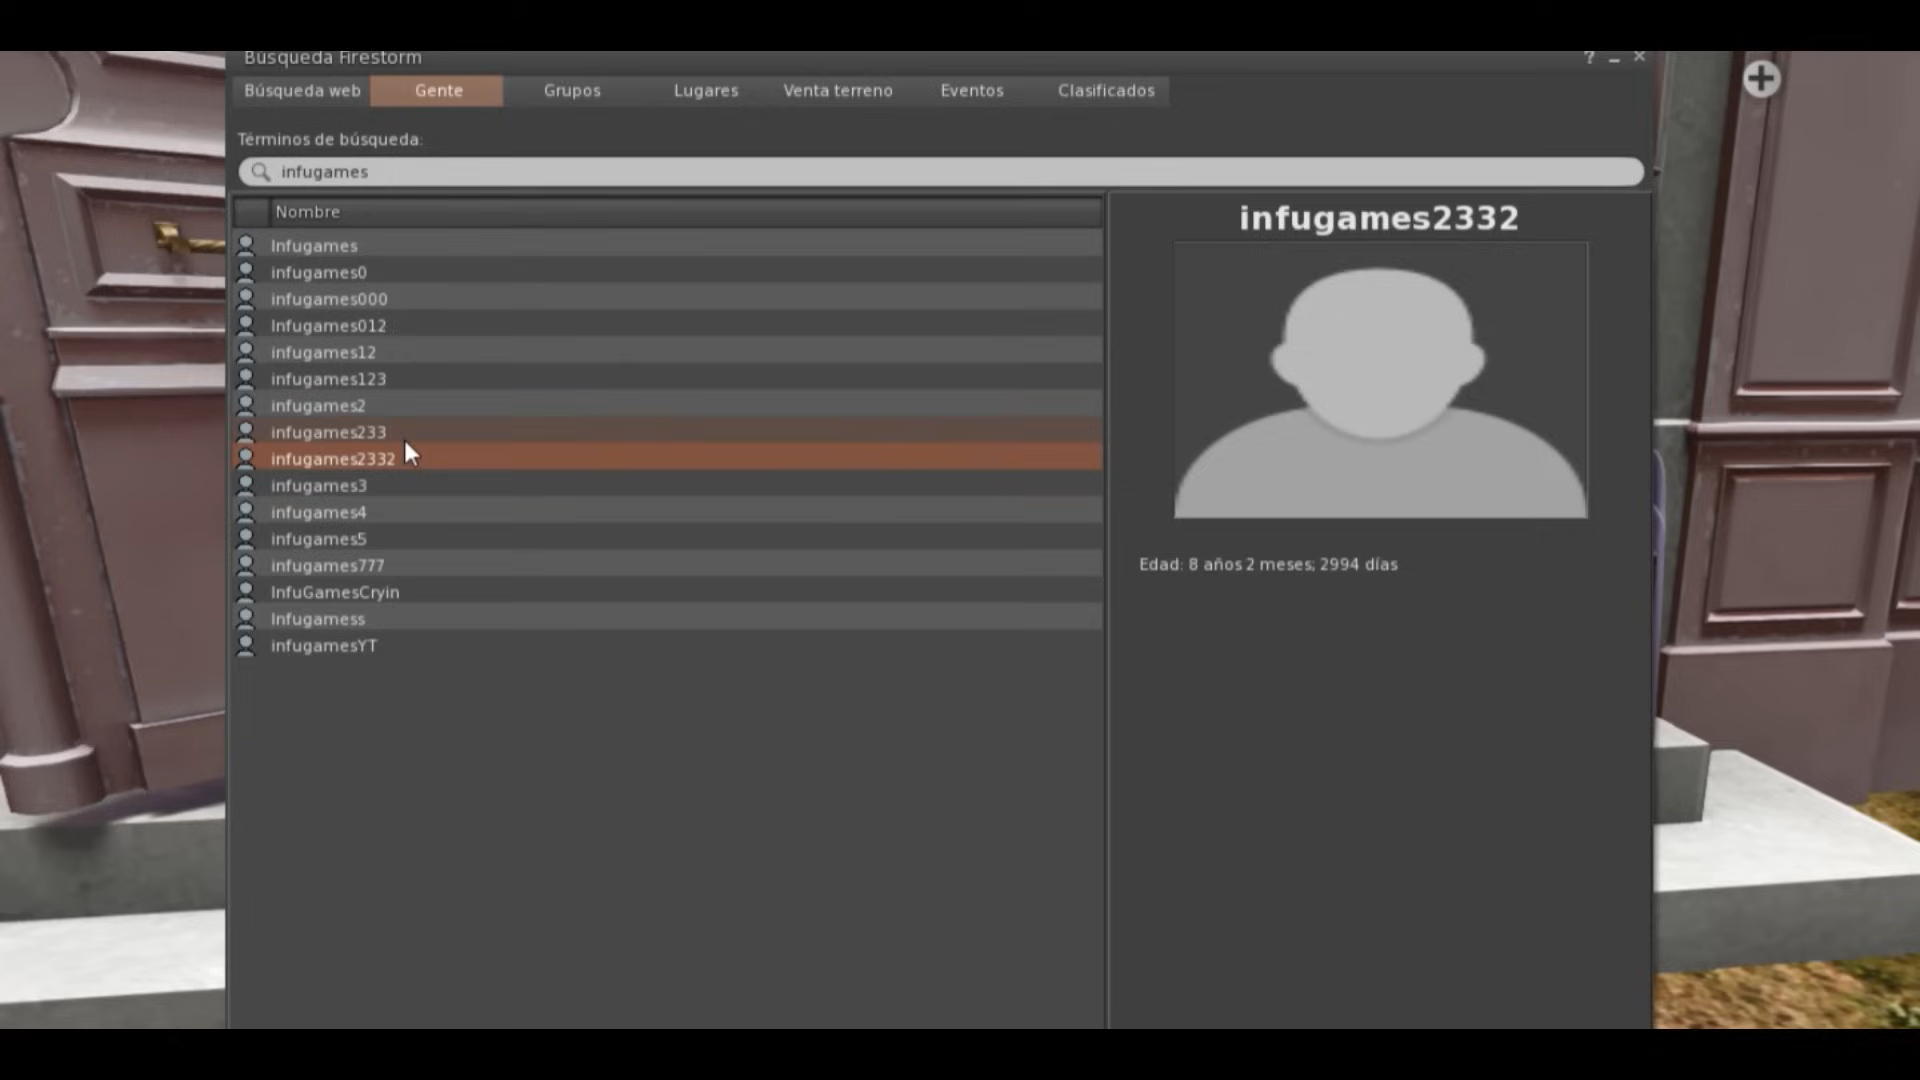 Búsqueda Firestorm
? _ ×
Búsqueda web Gente Grupos Lugares Venta terreno Eventos Clasificados
Términos de búsqueda:
infugames
Nombre
Infugames
infugames0
infugames000
Infugames012
infugames12
infugames123
infugames2
infugames233
infugames2332
infugames3
infugames4
infugames5
infugames777
InfuGamesCryin
Infugamess
infugamesYT
infugames2332
Edad: 8 años 2 meses; 2994 días